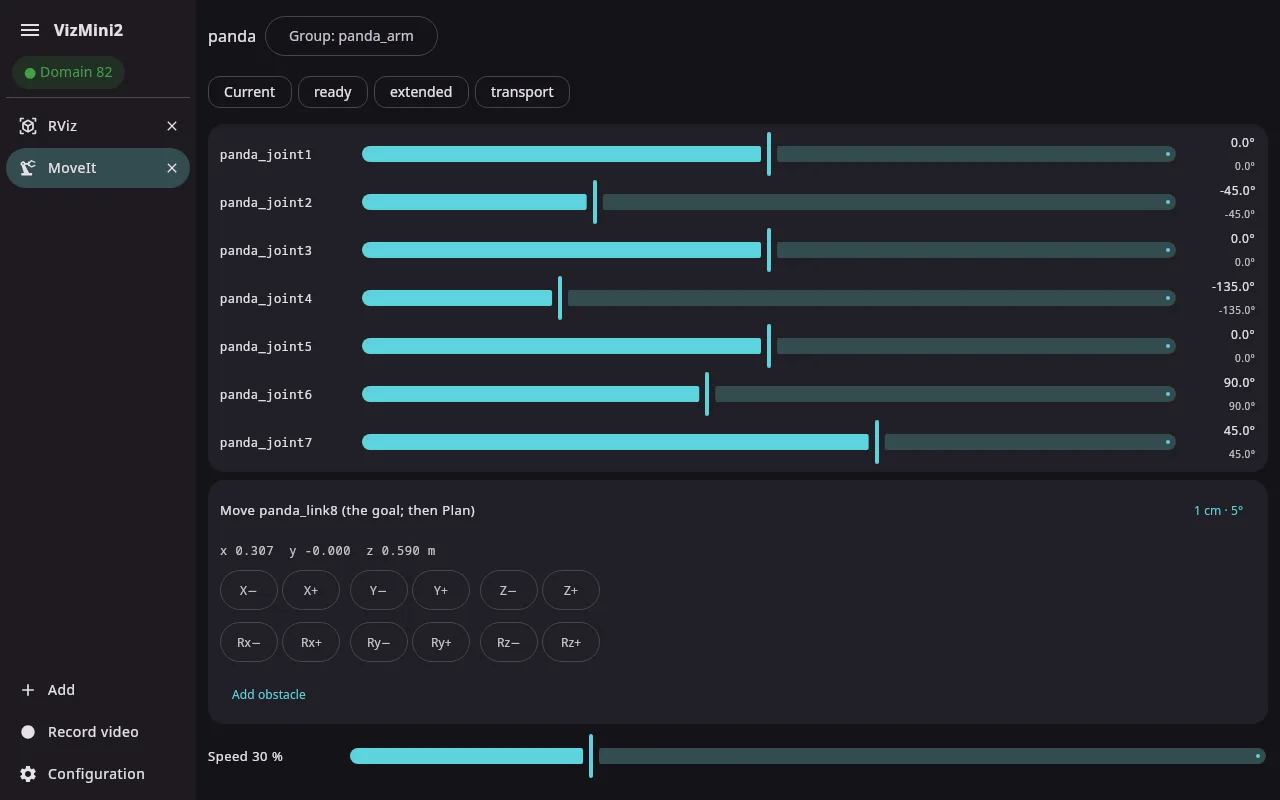 VizMini2
Domain 82
RViz
MoveIt
Add
Record video
Configuration
panda
Group: panda_arm
Current ready extended transport
panda_joint1 0.0°
0.0°
panda_joint2 -45.0°
-45.0°
panda_joint3 0.0°
0.0°
panda_joint4 -135.0°
-135.0°
panda_joint5 0.0°
0.0°
panda_joint6 90.0°
90.0°
panda_joint7 45.0°
45.0°
Move panda_link8 (the goal; then Plan) 1 cm · 5°
x 0.307 y -0.000 z 0.590 m
X− X+ Y− Y+ Z− Z+
Rx− Rx+ Ry− Ry+ Rz− Rz+
Add obstacle
Speed 30 %